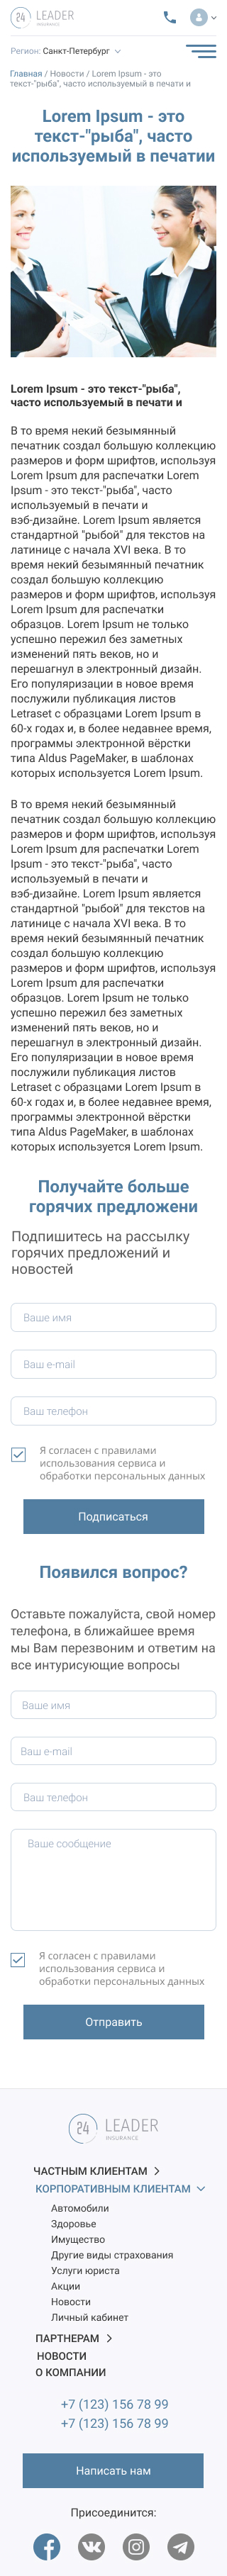 24 LEADER
INSURANCE
Регион: Санкт-Петербург
Главная / Новости / Lorem Ipsum - это
текст-"рыба", часто используемый в печати и
Lorem Ipsum - это
текст-"рыба", часто
используемый в печатии
Lorem Ipsum - это текст-"рыба",
часто используемый в печати и
В то время некий безымянный
печатник создал большую коллекцию
размеров и форм шрифтов, используя
Lorem Ipsum для распечатки Lorem
Ipsum - это текст-"рыба", часто
используемый в печати и
вэб-дизайне. Lorem Ipsum является
стандартной "рыбой" для текстов на
латинице с начала XVI века. В то
время некий безымянный печатник
создал большую коллекцию
размеров и форм шрифтов, используя
Lorem Ipsum для распечатки
образцов. Lorem Ipsum не только
успешно пережил без заметных
изменений пять веков, но и
перешагнул в электронный дизайн.
Его популяризации в новое время
послужили публикация листов
Letraset с образцами Lorem Ipsum в
60-х годах и, в более недавнее время,
программы электронной вёрстки
типа Aldus PageMaker, в шаблонах
которых используется Lorem Ipsum.
В то время некий безымянный
печатник создал большую коллекцию
размеров и форм шрифтов, используя
Lorem Ipsum для распечатки Lorem
Ipsum - это текст-"рыба", часто
используемый в печати и
вэб-дизайне. Lorem Ipsum является
стандартной "рыбой" для текстов на
латинице с начала XVI века. В то
время некий безымянный печатник
создал большую коллекцию
размеров и форм шрифтов, используя
Lorem Ipsum для распечатки
образцов. Lorem Ipsum не только
успешно пережил без заметных
изменений пять веков, но и
перешагнул в электронный дизайн.
Его популяризации в новое время
послужили публикация листов
Letraset с образцами Lorem Ipsum в
60-х годах и, в более недавнее время,
программы электронной вёрстки
типа Aldus PageMaker, в шаблонах
которых используется Lorem Ipsum.
Получайте больше
горячих предложени
Подпишитесь на рассылку
горячих предложений и
новостей
Ваше имя
Ваш e-mail
Ваш телефон
Я согласен с правилами
использования сервиса и
обработки персональных данных
Подписаться
Появился вопрос?
Оставьте пожалуйста, свой номер
телефона, в ближайшее время
мы Вам перезвоним и ответим на
все интурисующие вопросы
Ваше имя
Ваш e-mail
Ваш телефон
Ваше сообщение
Я согласен с правилами
использования сервиса и
обработки персональных данных
Отправить
24 LEADER
INSURANCE
ЧАСТНЫМ КЛИЕНТАМ
КОРПОРАТИВНЫМ КЛИЕНТАМ
Автомобили
Здоровье
Имущество
Другие виды страхования
Услуги юриста
Акции
Новости
Личный кабинет
ПАРТНЕРАМ
НОВОСТИ
О КОМПАНИИ
+7 (123) 156 78 99
+7 (123) 156 78 99
Написать нам
Присоединится: